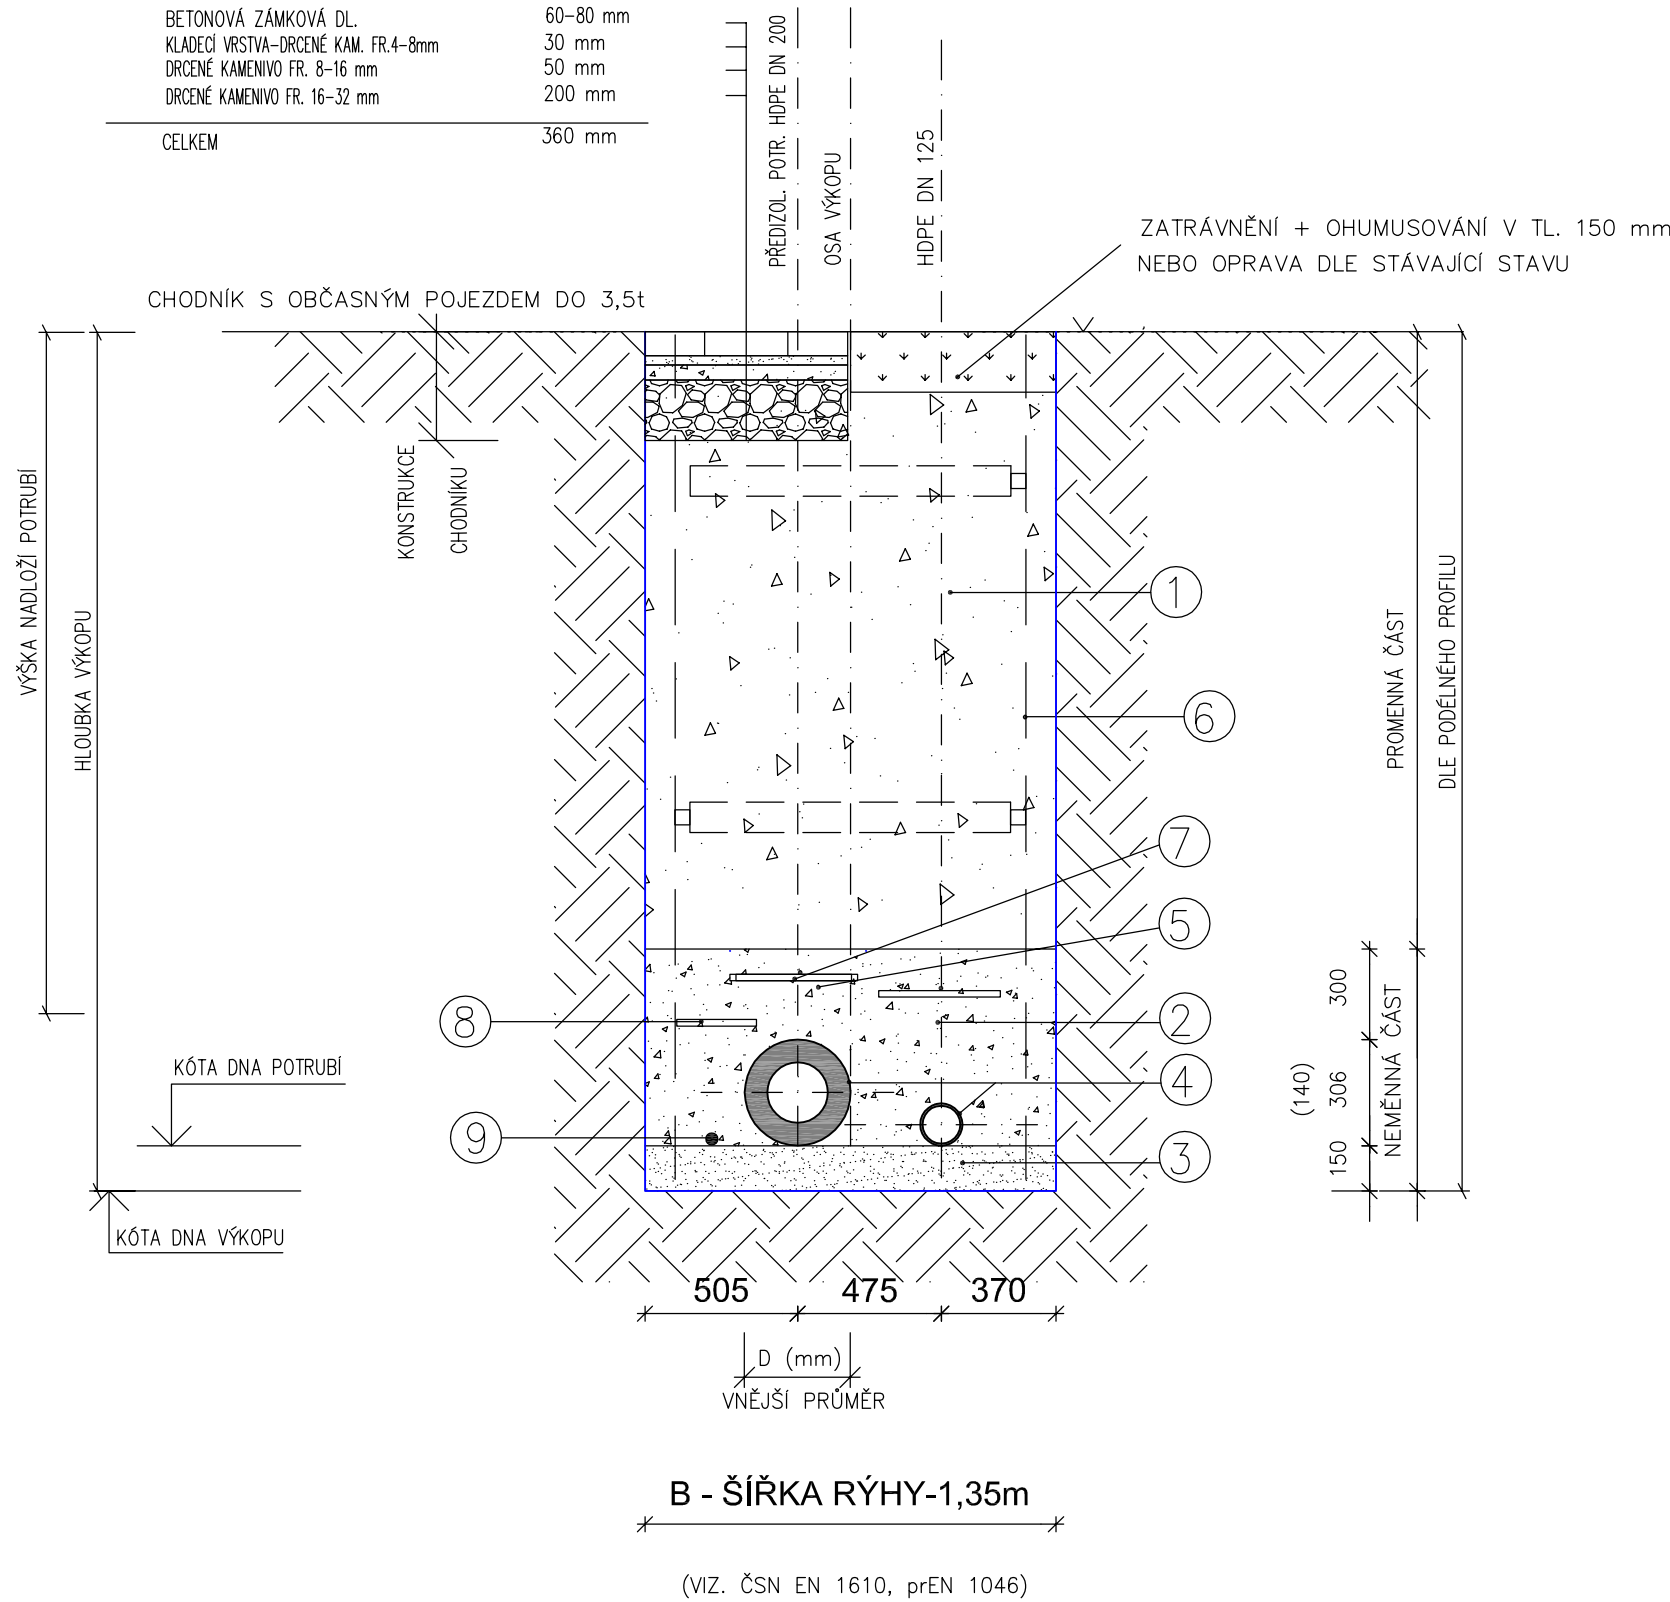 BETONOVÁ ZÁMKOVÁ DL. 60-80 mm
KLADECÍ VRSTVA-DRCENÉ KAM. FR.4-8mm 30 mm
DRCENÉ KAMENIVO FR. 8-16 mm 50 mm
DRCENÉ KAMENIVO FR. 16-32 mm 200 mm
CELKEM 360 mm
PŘEDIZOL. POTR. HDPE DN 200
OSA VÝKOPU
HDPE DN 125
ZATRÁVNĚNÍ + OHUMUSOVÁNÍ V TL. 150 mm
NEBO OPRAVA DLE STÁVAJÍCÍ STAVU
CHODNÍK S OBČASNÝM POJEZDEM DO 3,5t
KONSTRUKCE
CHODNÍKU
VÝŠKA NADLOŽÍ POTRUBÍ
HLOUBKA VÝKOPU
1
6
7
5
8
2
4
9
3
PROMENNÁ ČÁST
DLE PODÉLNÉHO PROFILU
300
306
(140)
150
NEMĚNNÁ ČÁST
KÓTA DNA POTRUBÍ
KÓTA DNA VÝKOPU
505 475 370
D (mm)
VNĚJŠÍ PRŮMĚR
B - ŠÍŘKA RÝHY-1,35m
(VIZ. ČSN EN 1610, prEN 1046)